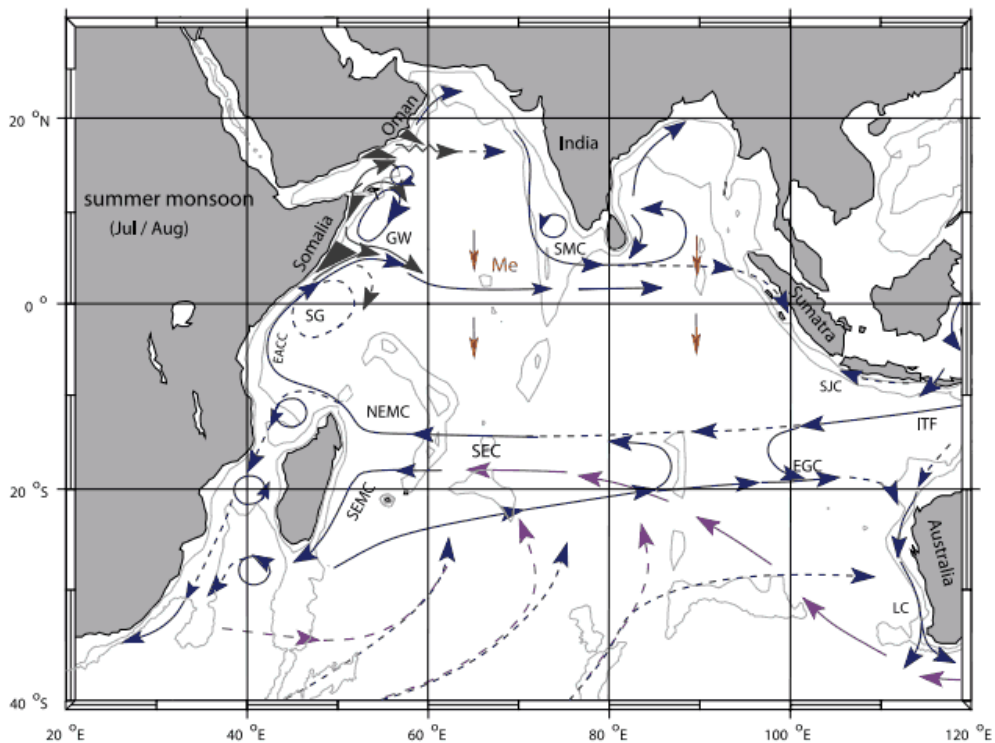 20 °N
Oman
India
summer monsoon
(Jul / Aug)
Somalia
GW
SMC
Me
0 °
SG
Sumatra
EACC
SJC
NEMC
ITF
SEC
EGC
20 °S
SEMC
Australia
LC
40 °S
20 °E
40 °E
60 °E
80 °E
100 °E
120 °E